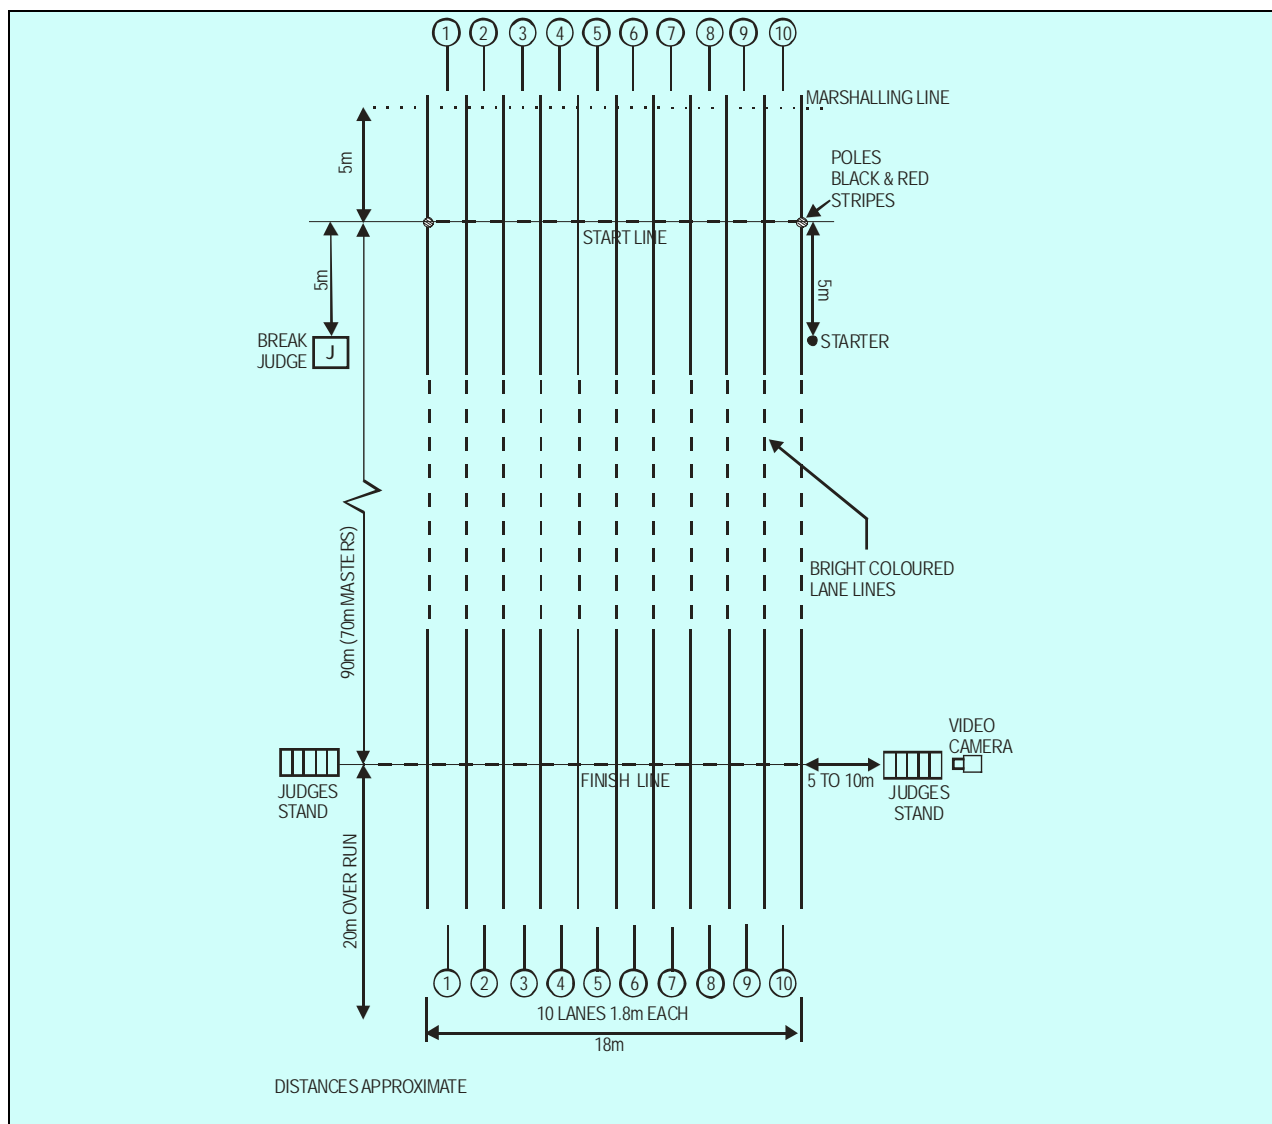 1 2 3 4 5 6 7 8 9 10
MARSHALLING LINE
5m
POLES
BLACK & RED
STRIPES
START LINE
5m
5m
BREAK
JUDGE
J
STARTER
BRIGHT COLOURED
LANE LINES
90m (70m MASTERS)
VIDEO
CAMERA
FINISH LINE
5 TO 10m
JUDGES
STAND
JUDGES
STAND
20m OVER RUN
1 2 3 4 5 6 7 8 9 10
10 LANES 1.8m EACH
18m
DISTANCES APPROXIMATE